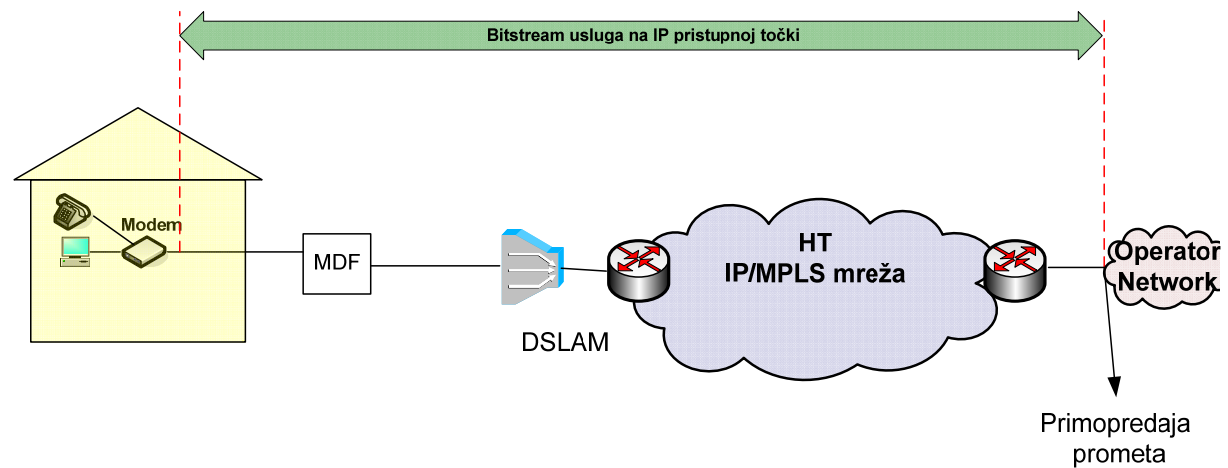 Bitstream usluga na IP pristupnoj točki
Modem
MDF
DSLAM
HT
IP/MPLS mreža
Operator
Network
Primopredaja
prometa